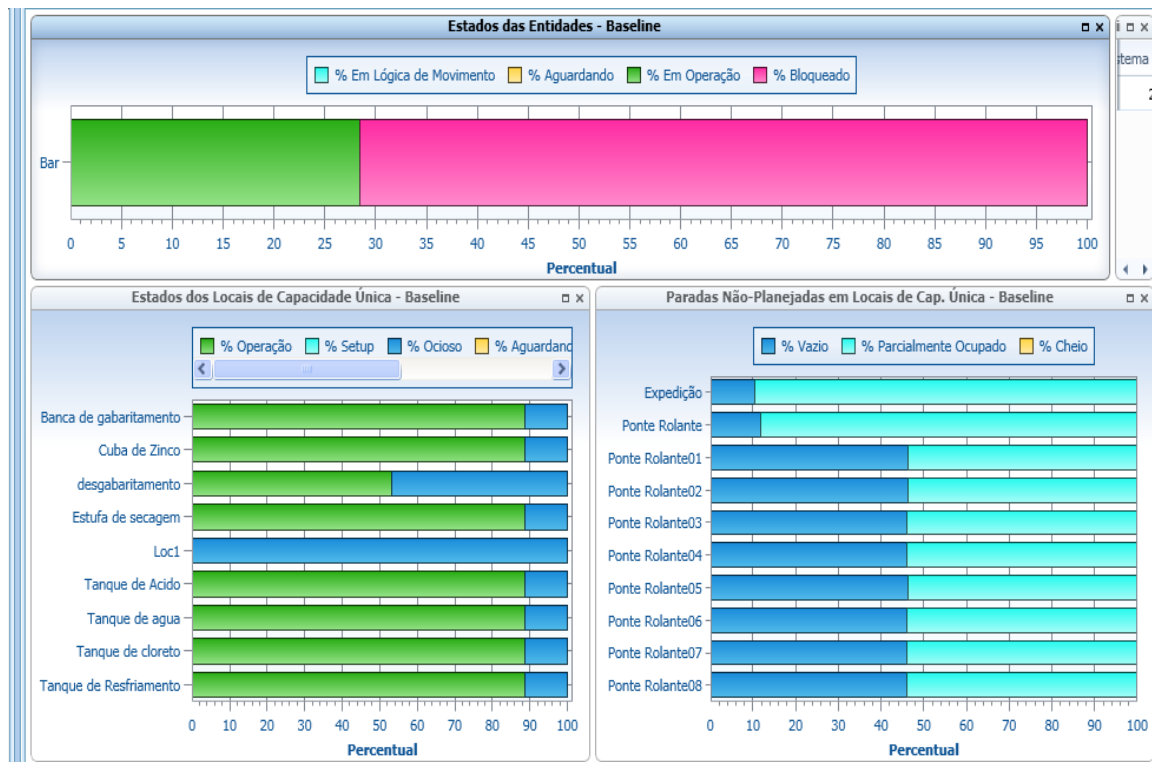 Estados das Entidades - Baseline
% Em Lógica de Movimento % Aguardando % Em Operação % Bloqueado
Bar
0 5 10 15 20 25 30 35 40 45 50 55 60 65 70 75 80 85 90 95 100
Percentual
stema
2
Estados dos Locais de Capacidade Única - Baseline
% Operação % Setup % Ocioso % Aguardand
Banca de gabaritamento
Cuba de Zinco
desgabaritamento
Estufa de secagem
Loc1
Tanque de Acido
Tanque de agua
Tanque de cloreto
Tanque de Resfriamento
0 10 20 30 40 50 60 70 80 90 100
Percentual
Paradas Não-Planejadas em Locais de Cap. Única - Baseline
% Vazio % Parcialmente Ocupado % Cheio
Expedição
Ponte Rolante
Ponte Rolante01
Ponte Rolante02
Ponte Rolante03
Ponte Rolante04
Ponte Rolante05
Ponte Rolante06
Ponte Rolante07
Ponte Rolante08
0 10 20 30 40 50 60 70 80 90 100
Percentual